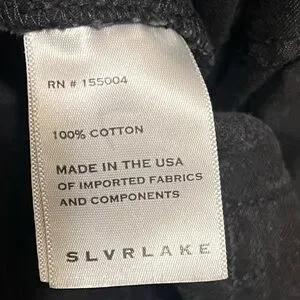 RN # 155004
100% COTTON
MADE IN THE USA
OF IMPORTED FABRICS
AND COMPONENTS
SLVRLAKE